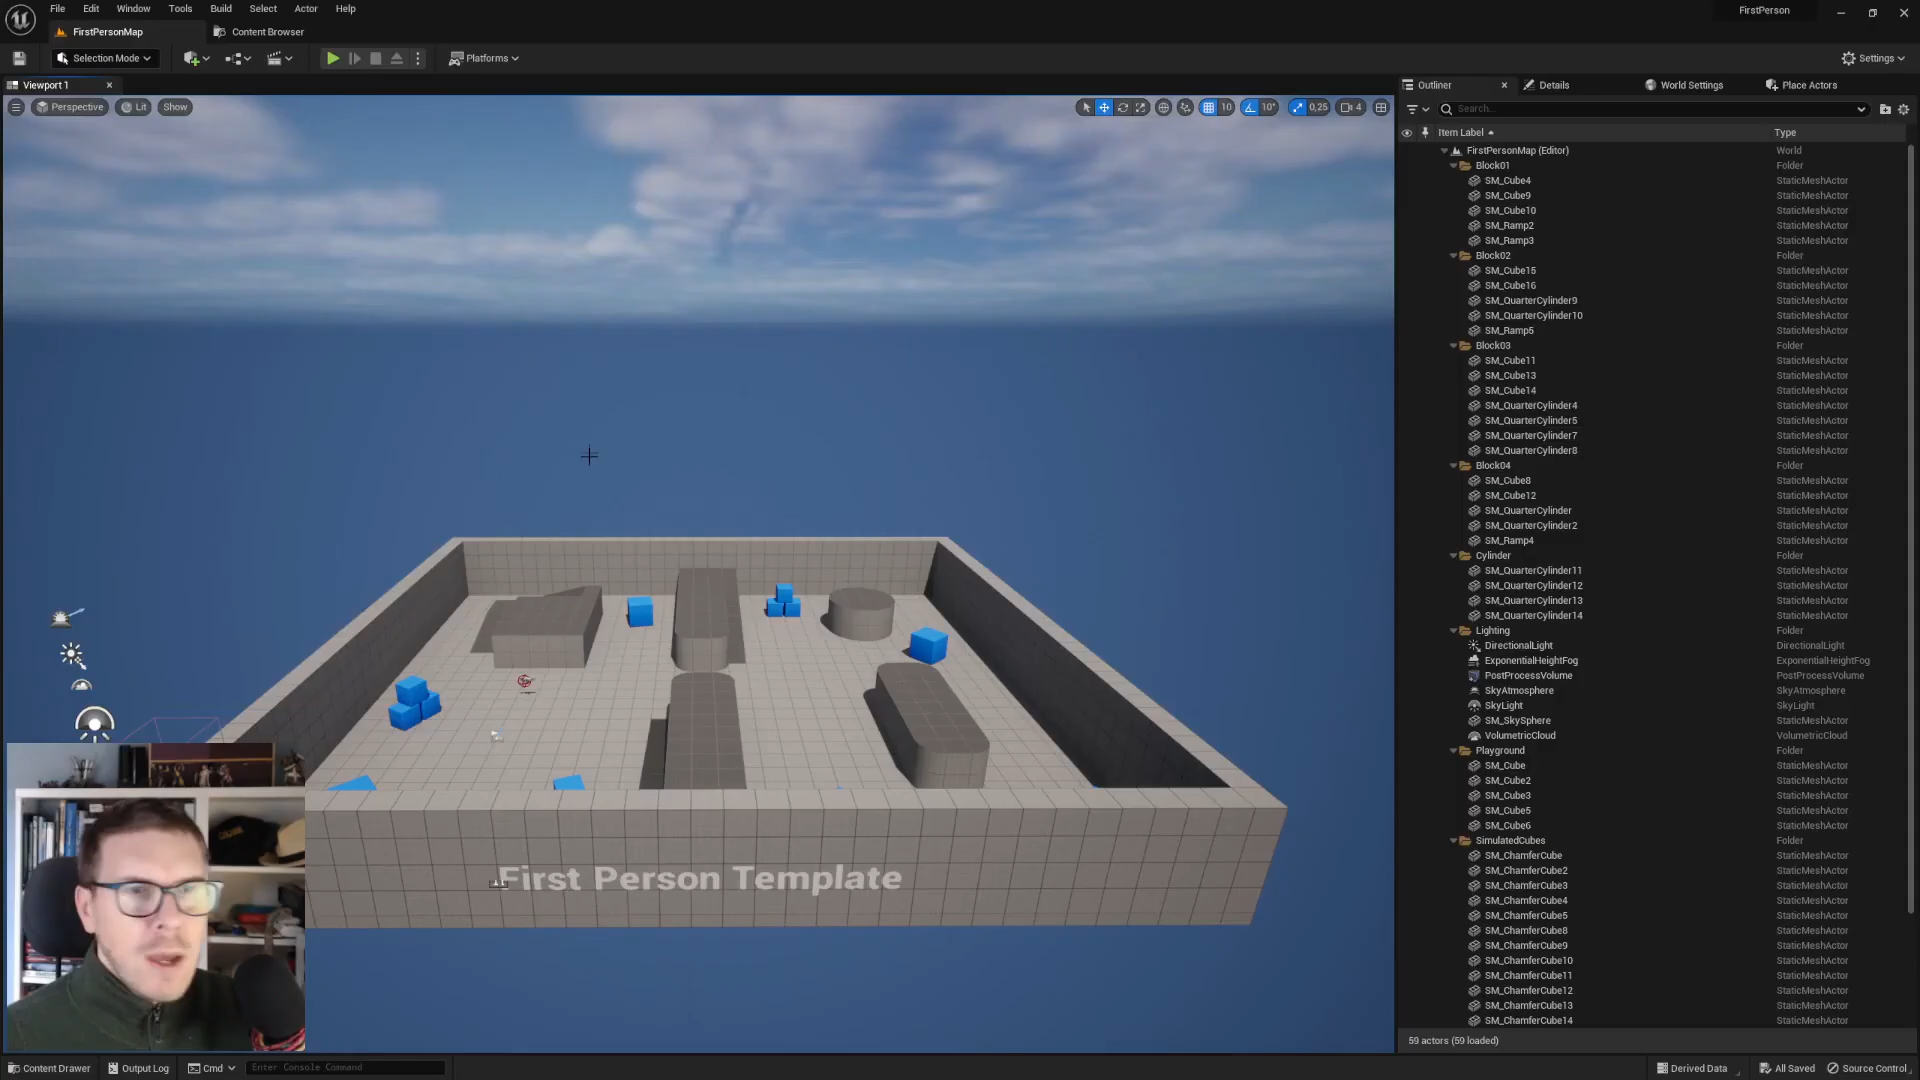 File Edit Window Tools Build Select Actor Help
FirstPerson
FirstPersonMap
Content Browser
Selection Mode
Platforms
Settings
Viewport 1
Perspective
Lit
Show
10
10°
0,25
4
Outliner
Details
World Settings
Place Actors
Search...
Item Label
Type
FirstPersonMap (Editor) World
Block01 Folder
SM_Cube4 StaticMeshActor
SM_Cube9 StaticMeshActor
SM_Cube10 StaticMeshActor
SM_Ramp2 StaticMeshActor
SM_Ramp3 StaticMeshActor
Block02 Folder
SM_Cube15 StaticMeshActor
SM_Cube16 StaticMeshActor
SM_QuarterCylinder9 StaticMeshActor
SM_QuarterCylinder10 StaticMeshActor
SM_Ramp5 StaticMeshActor
Block03 Folder
SM_Cube11 StaticMeshActor
SM_Cube13 StaticMeshActor
SM_Cube14 StaticMeshActor
SM_QuarterCylinder4 StaticMeshActor
SM_QuarterCylinder5 StaticMeshActor
SM_QuarterCylinder7 StaticMeshActor
SM_QuarterCylinder8 StaticMeshActor
Block04 Folder
SM_Cube8 StaticMeshActor
SM_Cube12 StaticMeshActor
SM_QuarterCylinder StaticMeshActor
SM_QuarterCylinder2 StaticMeshActor
SM_Ramp4 StaticMeshActor
Cylinder Folder
SM_QuarterCylinder11 StaticMeshActor
SM_QuarterCylinder12 StaticMeshActor
SM_QuarterCylinder13 StaticMeshActor
SM_QuarterCylinder14 StaticMeshActor
Lighting Folder
DirectionalLight DirectionalLight
ExponentialHeightFog ExponentialHeightFog
PostProcessVolume PostProcessVolume
SkyAtmosphere SkyAtmosphere
SkyLight SkyLight
SM_SkySphere StaticMeshActor
VolumetricCloud VolumetricCloud
Playground Folder
SM_Cube StaticMeshActor
SM_Cube2 StaticMeshActor
SM_Cube3 StaticMeshActor
SM_Cube5 StaticMeshActor
SM_Cube6 StaticMeshActor
SimulatedCubes Folder
SM_ChamferCube StaticMeshActor
SM_ChamferCube2 StaticMeshActor
SM_ChamferCube3 StaticMeshActor
SM_ChamferCube4 StaticMeshActor
SM_ChamferCube5 StaticMeshActor
SM_ChamferCube8 StaticMeshActor
SM_ChamferCube9 StaticMeshActor
SM_ChamferCube10 StaticMeshActor
SM_ChamferCube11 StaticMeshActor
SM_ChamferCube12 StaticMeshActor
SM_ChamferCube13 StaticMeshActor
SM_ChamferCube14 StaticMeshActor
59 actors (59 loaded)
First Person Template
Content Drawer
Output Log
Cmd
Enter Console Command
Derived Data
All Saved
Source Control